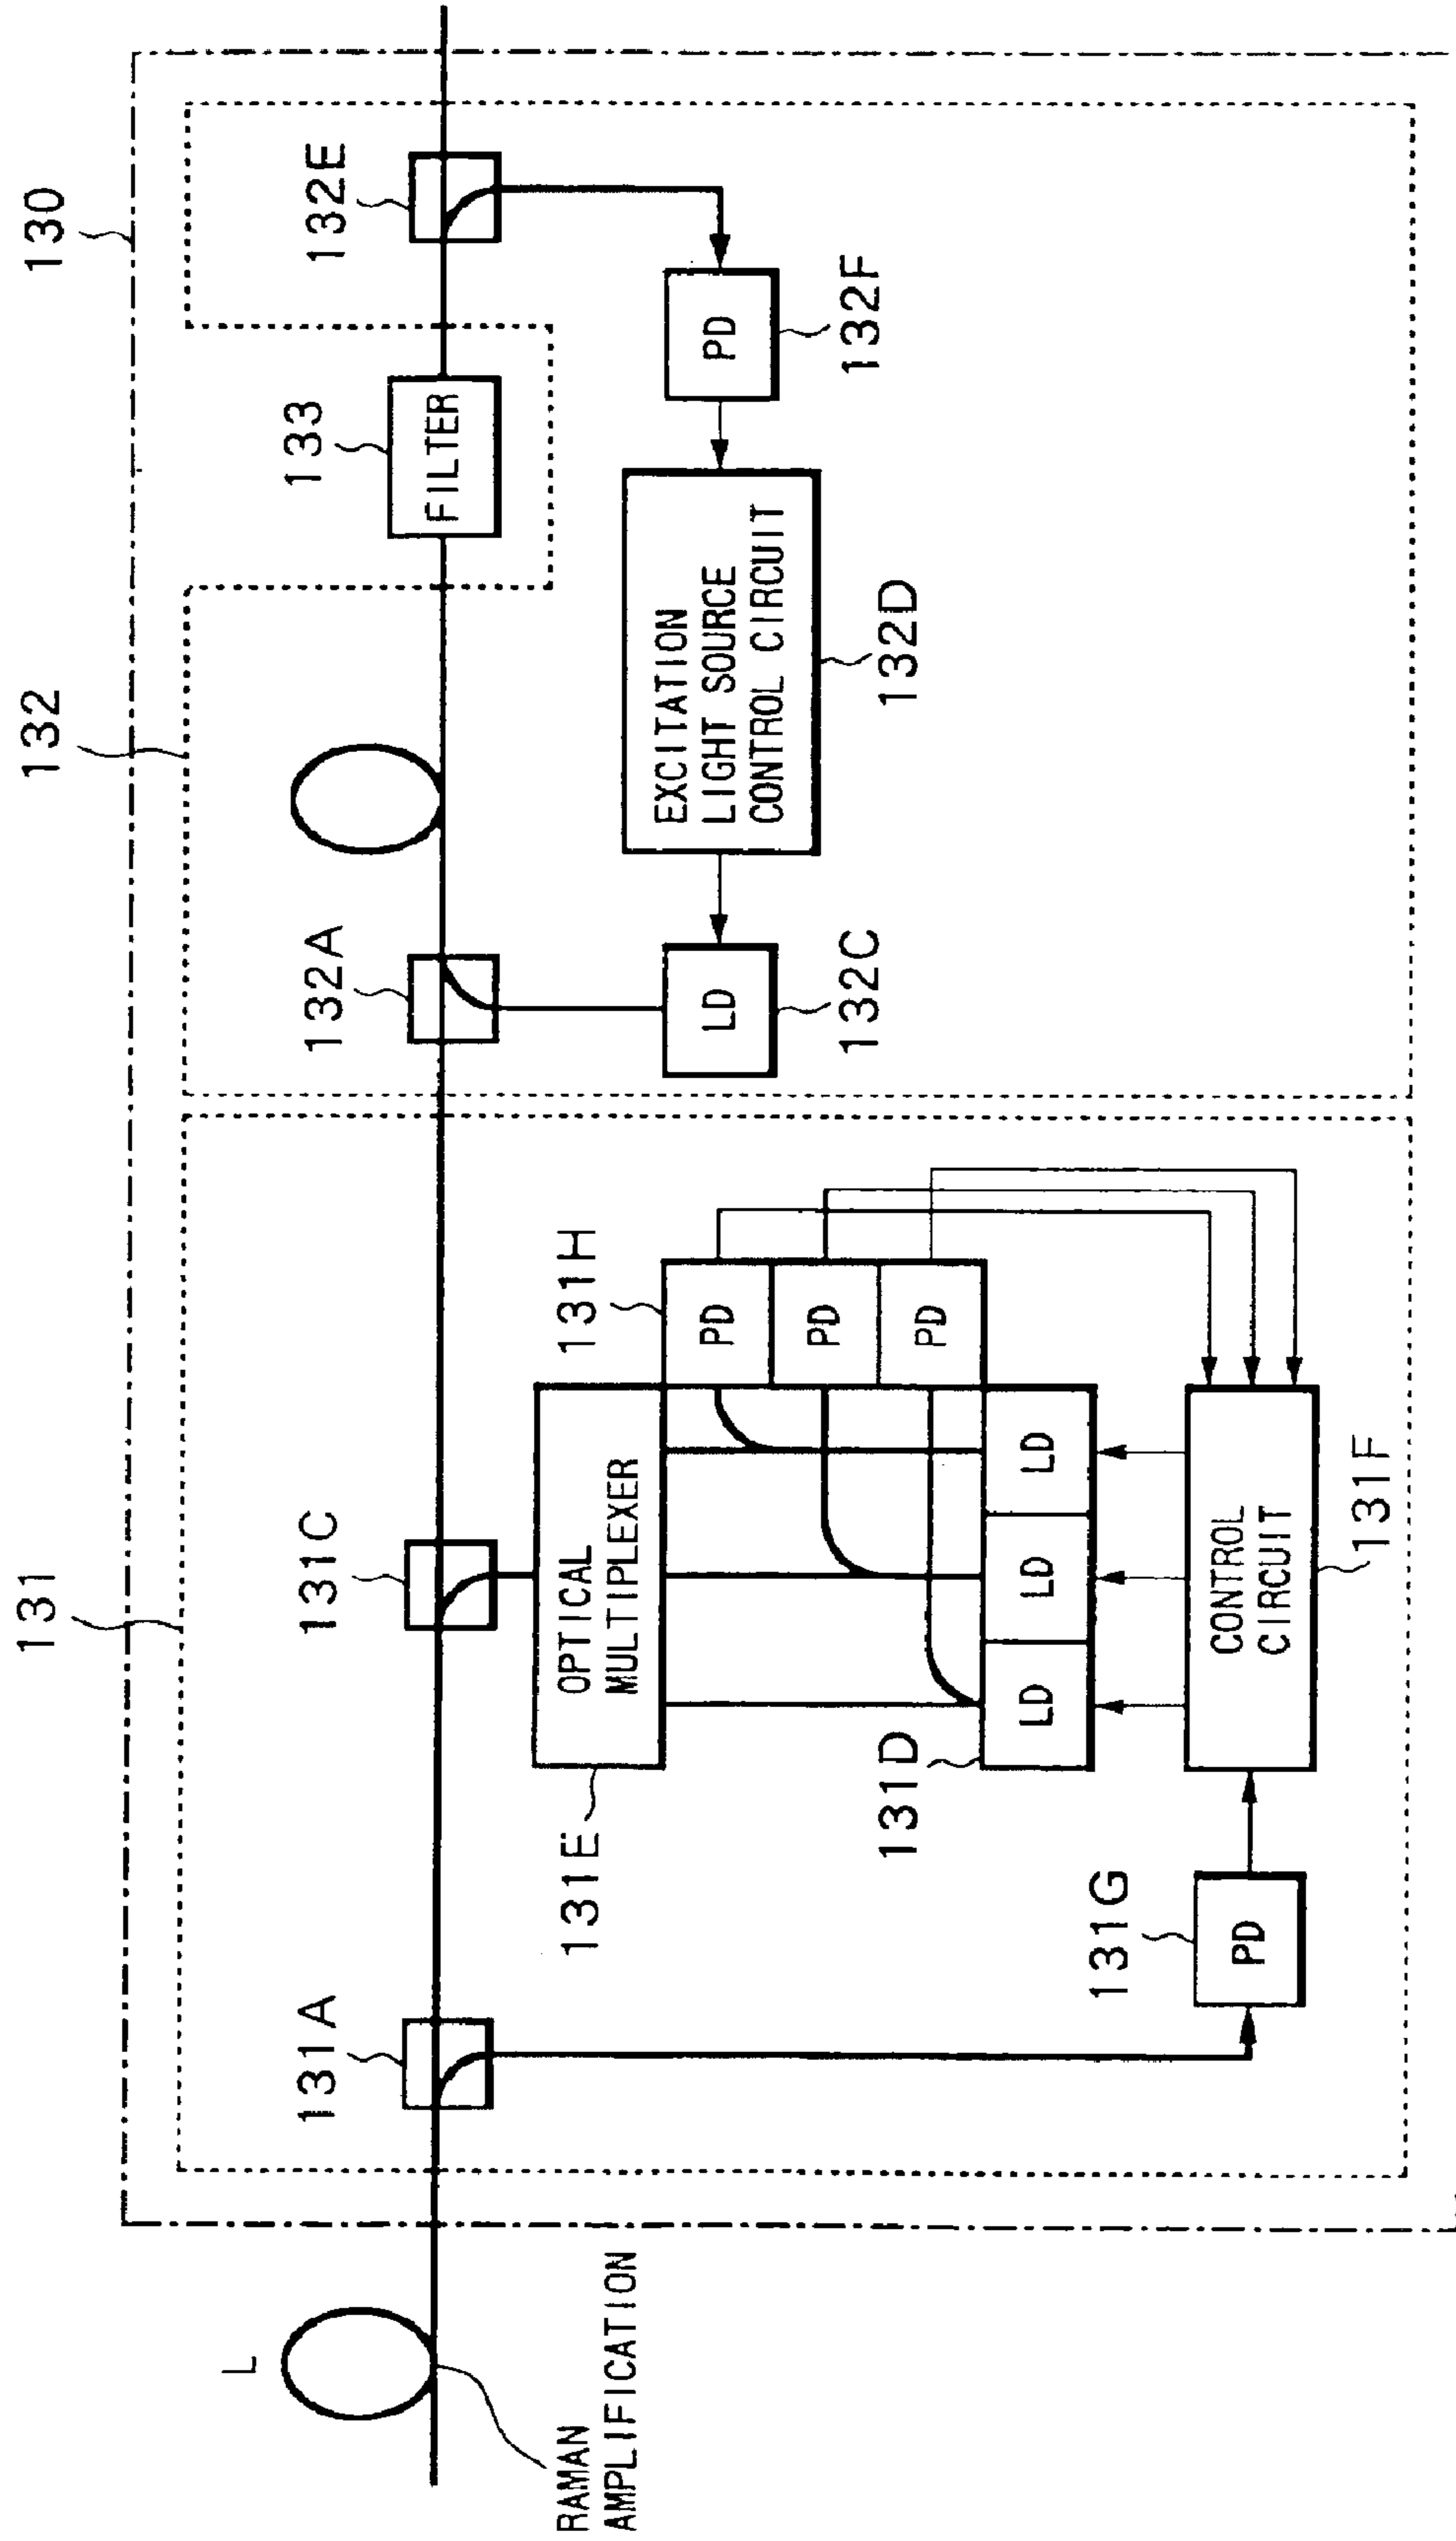 130
131
132
L
131A
131C
132A
133
132E
FILTER
RAMAN
AMPLIFICATION
131E
OPTICAL
MULTIPLEXER
131H
PD
PD
PD
LD
132C
EXCITATION
LIGHT SOURCE
CONTROL CIRCUIT
132D
PD
132F
131D
LD
LD
LD
131G
PD
CONTROL
CIRCUIT
131F